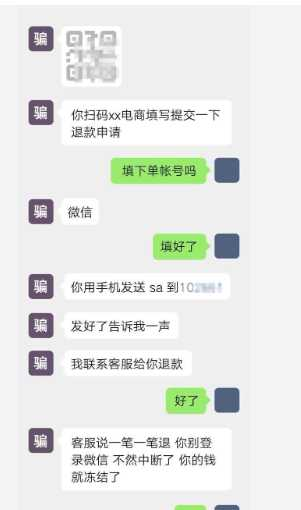 骗
骗
你扫码xx电商填写提交一下
退款申请
填下单帐号吗
骗
微信
填好了
骗
你用手机发送 sa 到10
骗
发好了告诉我一声
骗
我联系客服给你退款
好了
骗
客服说一笔一笔退 你别登
录微信 不然中断了 你的钱
就冻结了